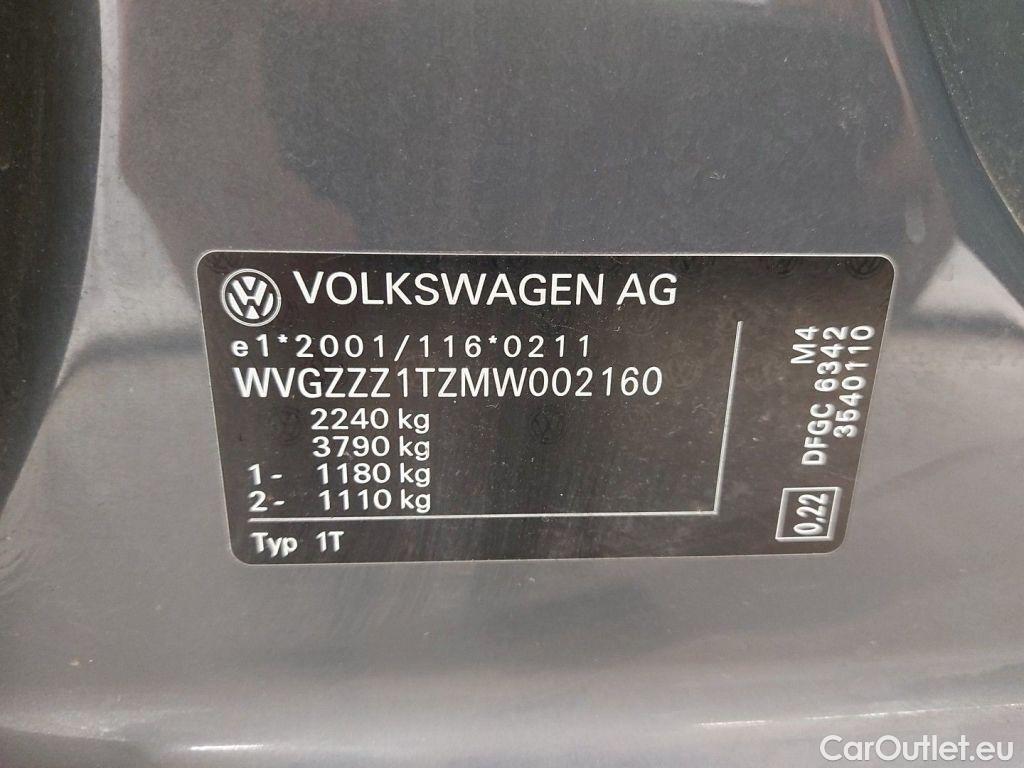 VOLKSWAGEN AG
e1*2001/116*0211
WVGZZZ1TZMW002160
2240 kg
3790 kg
1- 1180 kg
2- 1110 kg
Typ 1T
M4
DFGC 6342
3540110
0,22
CarOutlet.eu